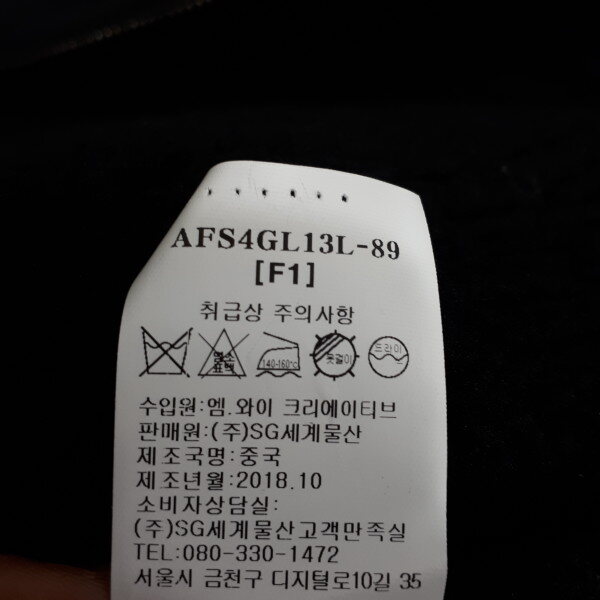 AFS4GL13L-89
[F1]
취급상 주의사항
염소
표백
140-160℃
옷걸이
드라이
수입원:엠.와이 크리에이티브
판매원:(주)SG세계물산
제조국명:중국
제조년월:2018.10
소비자상담실:
(주)SG세계물산고객만족실
TEL:080-330-1472
서울시 금천구 디지털로10길 35